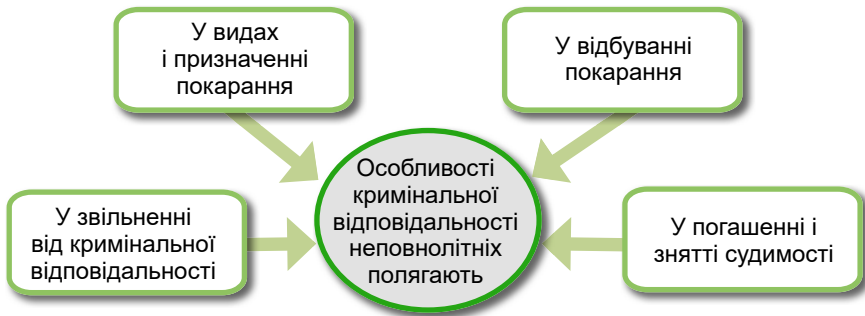 У видах
і призначенні
покарання
У відбуванні
покарання
Особливості
кримінальної
відповідальності
неповнолітніх
полягають
У звільненні
від кримінальної
відповідальності
У погашенні і
знятті судимості